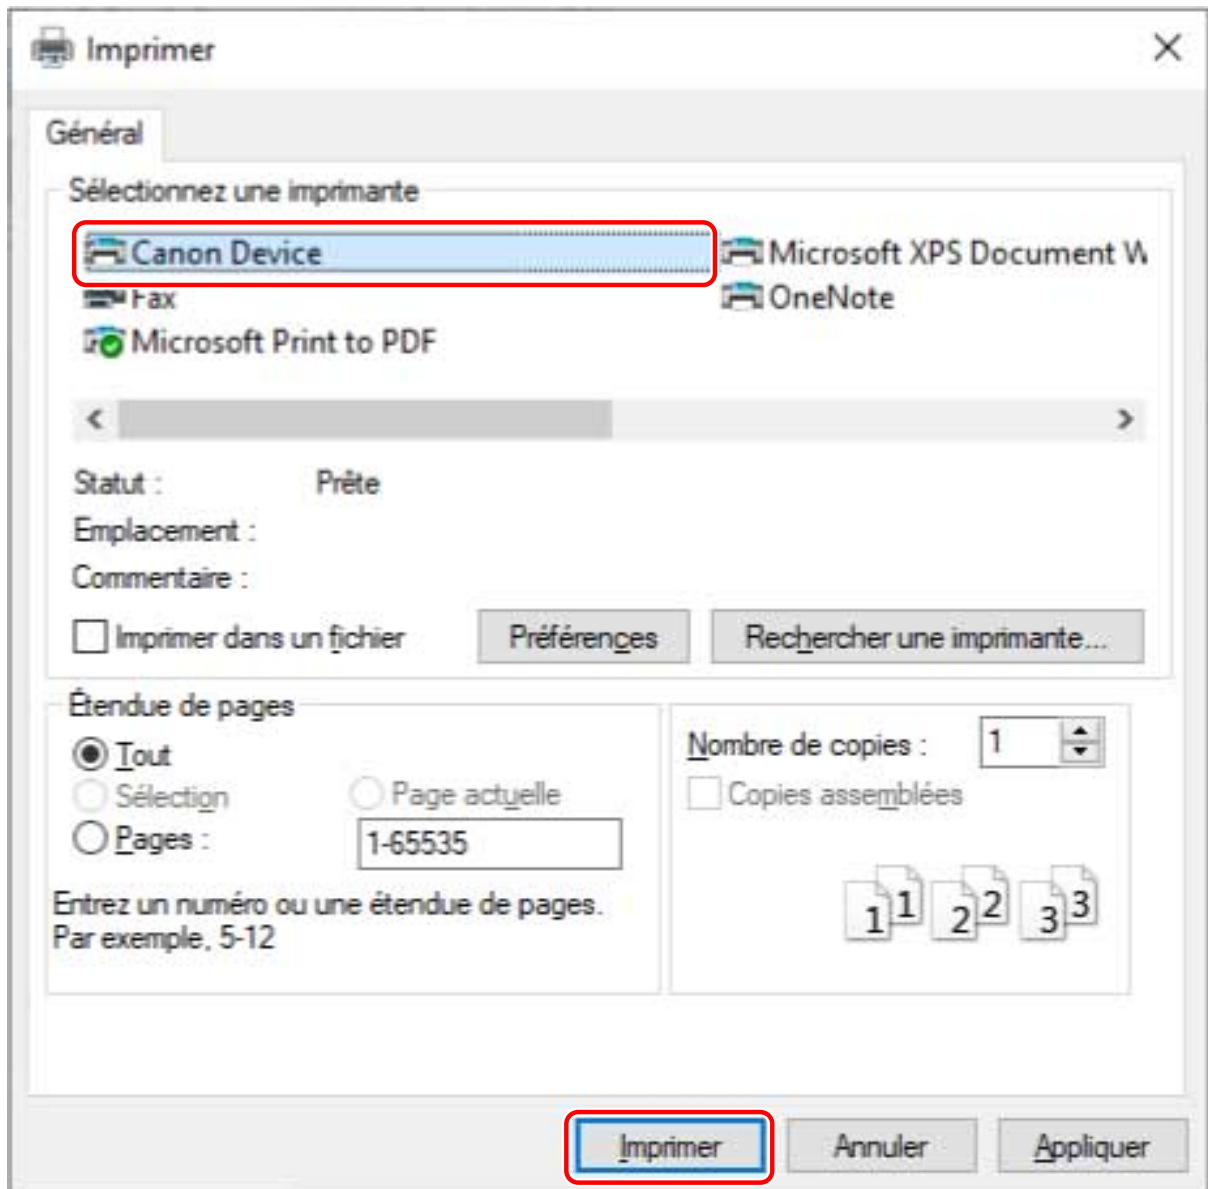 Imprimer
Général
Sélectionnez une imprimante
Canon Device
Microsoft XPS Document W
Fax
OneNote
Microsoft Print to PDF
Statut : Prête
Emplacement :
Commentaire :
Imprimer dans un fichier
Préférences
Rechercher une imprimante...
Étendue de pages
Tout
Sélection
Page actuelle
Pages :
1-65535
Entrez un numéro ou une étendue de pages.
Par exemple, 5-12
Nombre de copies : 1
Copies assemblées
1 1 2 2 3 3
Imprimer
Annuler
Appliquer